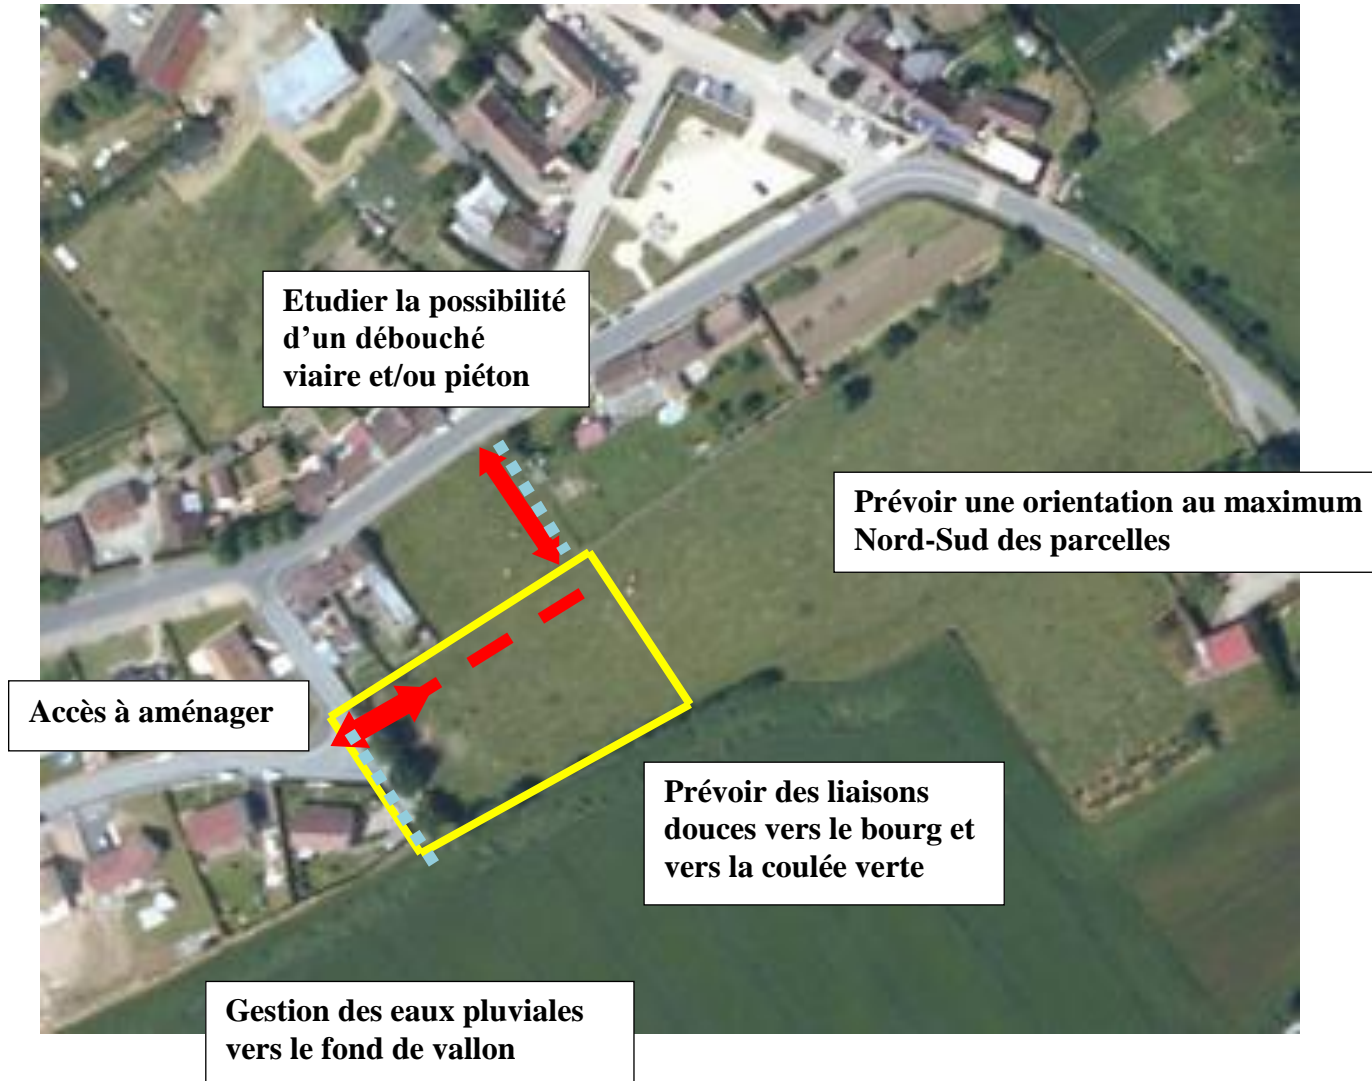 Etudier la possibilité
d’un débouché
viaire et/ou piéton
Prévoir une orientation au maximum
Nord-Sud des parcelles
Accès à aménager
Prévoir des liaisons
douces vers le bourg et
vers la coulée verte
Gestion des eaux pluviales
vers le fond de vallon